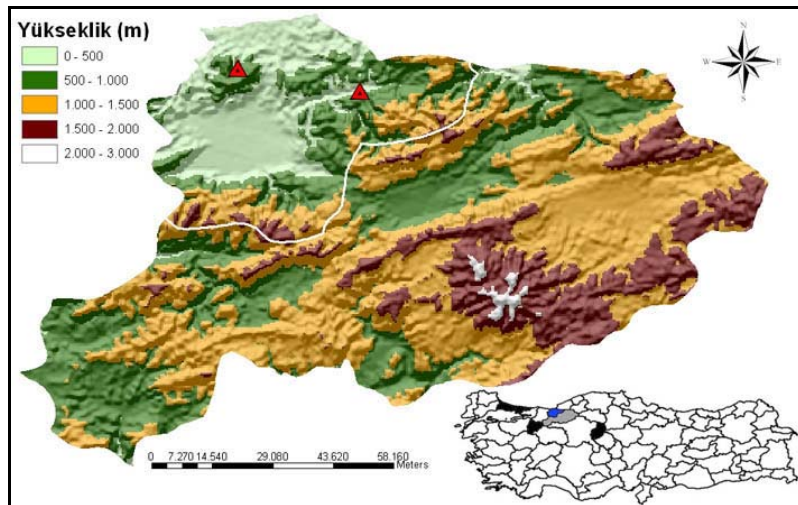 Yükseklik (m)
0 - 500
500 - 1.000
1.000 - 1.500
1.500 - 2.000
2.000 - 3.000
N
W
E
S
0 7.270 14.540 29.080 43.620 58.160
Meters